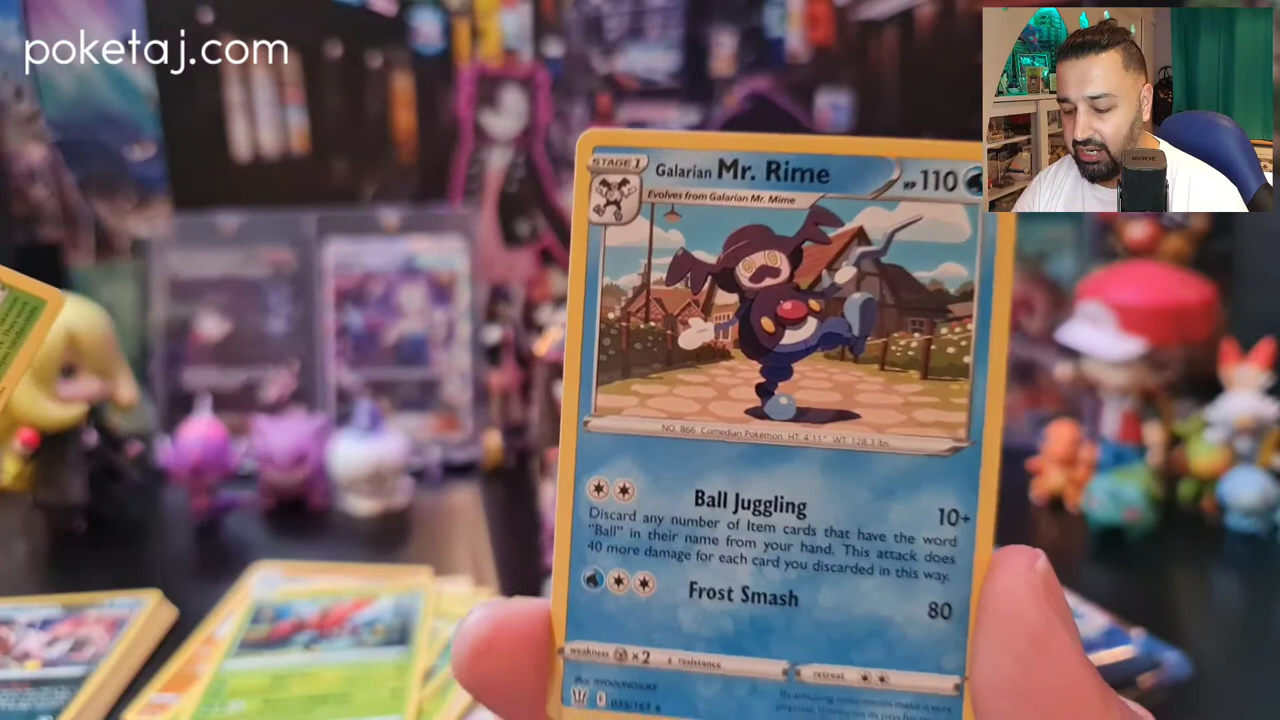 poketaj.com
STAGE 1
Galarian Mr. Rime
HP 110
Evolves from Galarian Mr. Mime
NO. 866 Comedian Pokémon HT: 4'11" WT: 128.3 lbs.
Ball Juggling 10+
Discard any number of Item cards that have the word
"Ball" in their name from your hand. This attack does
40 more damage for each card you discarded in this way.
Frost Smash 80
weakness ×2 resistance retreat